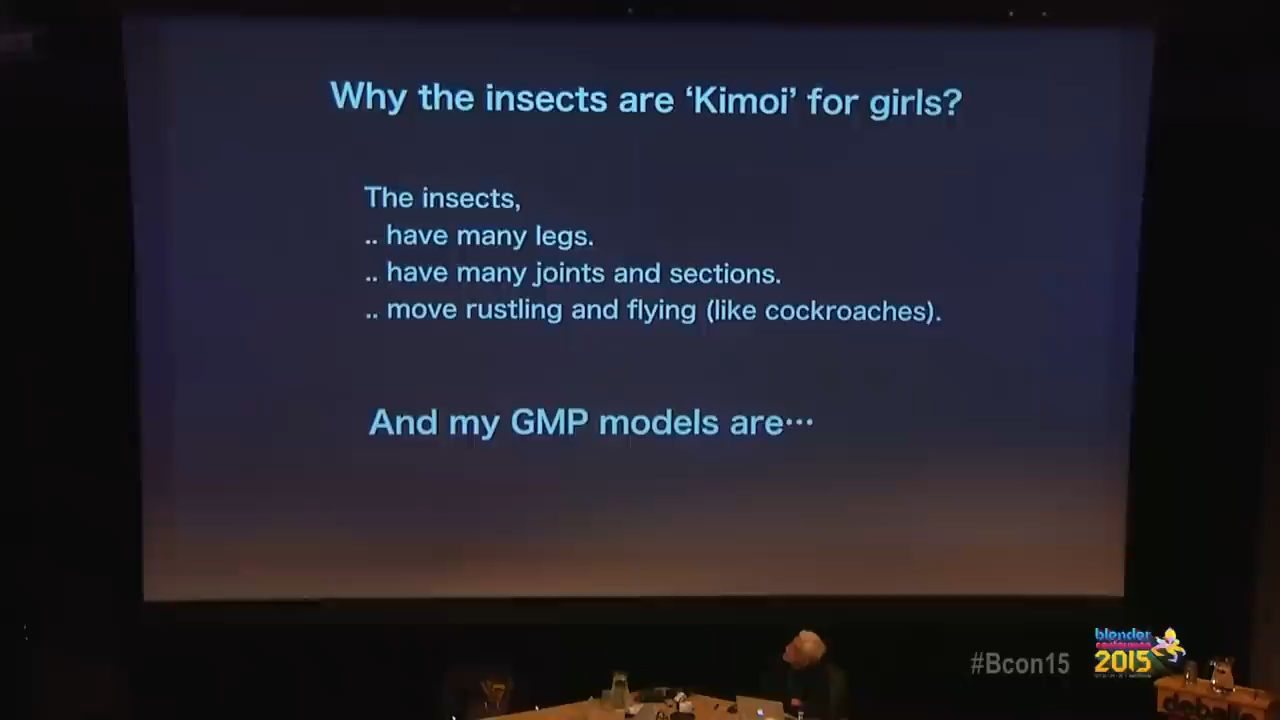 Why the insects are ‘Kimoi’ for girls?
The insects,
.. have many legs.
.. have many joints and sections.
.. move rustling and flying (like cockroaches).
And my GMP models are…
#Bcon15
blender
conference
2015